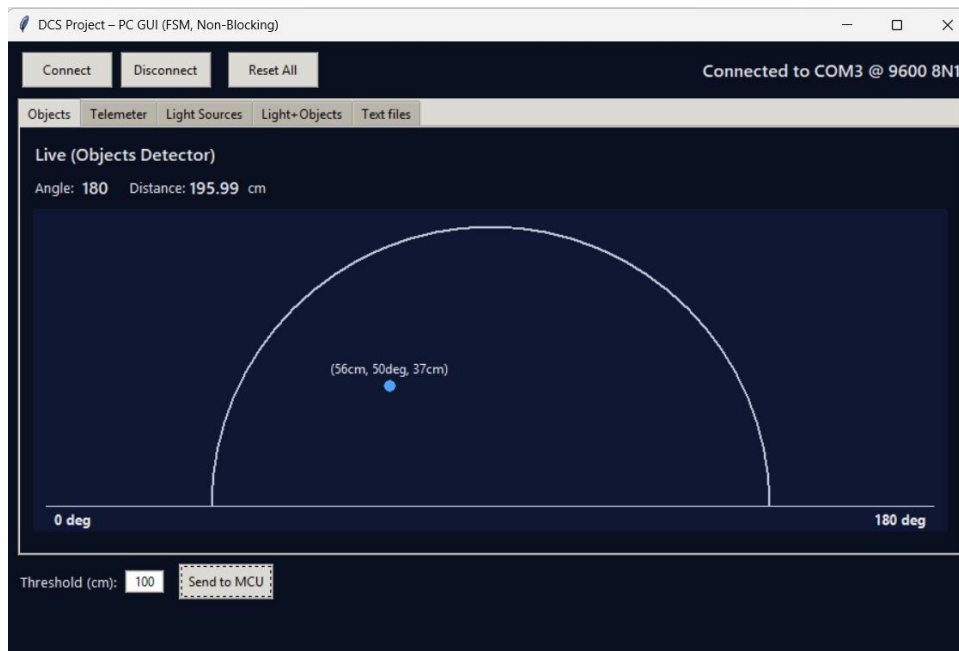 DCS Project – PC GUI (FSM, Non-Blocking)
Connect Disconnect Reset All Connected to COM3 @ 9600 8N1
Objects Telemeter Light Sources Light+Objects Text files
Live (Objects Detector)
Angle: 180 Distance: 195.99 cm
(56cm, 50deg, 37cm)
0 deg 180 deg
Threshold (cm): 100 Send to MCU